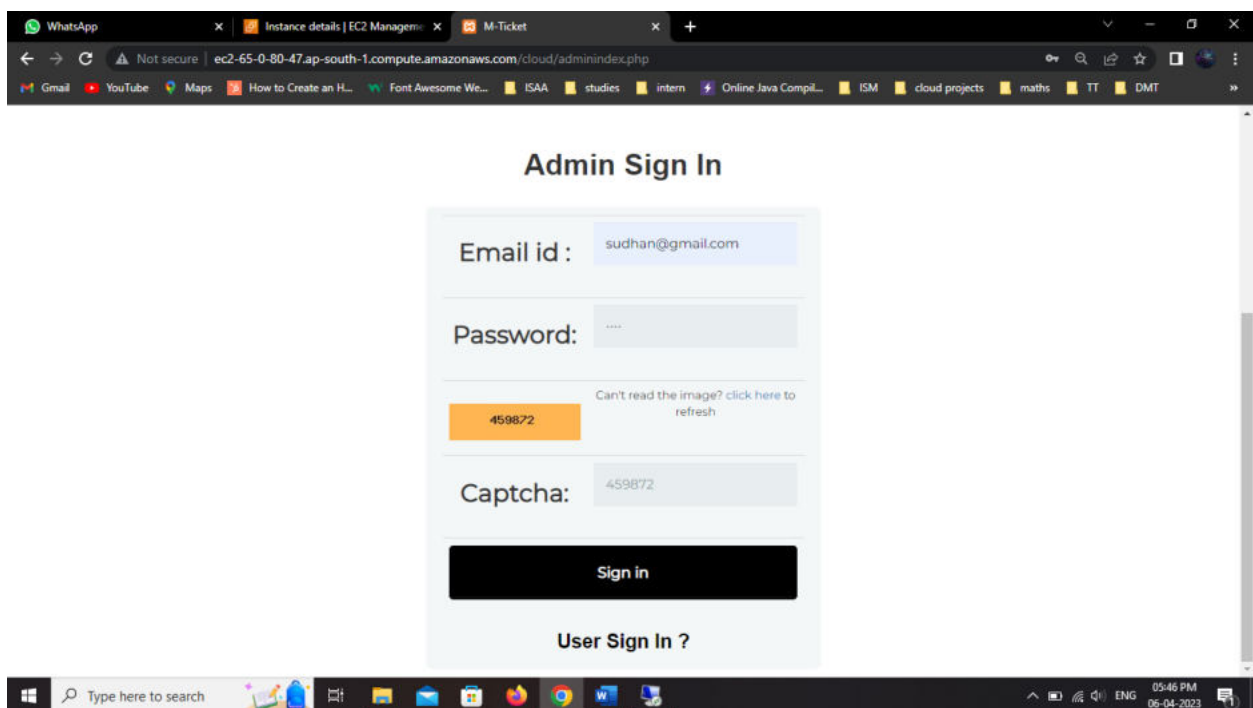 WhatsApp
Instance details | EC2 Manageme
M-Ticket
Not secure | ec2-65-0-80-47.ap-south-1.compute.amazonaws.com/cloud/adminindex.php
Gmail YouTube Maps How to Create an H... Font Awesome We... ISAA studies intern Online Java Compil... ISM cloud projects maths TT DMT »
Admin Sign In
Email id : sudhan@gmail.com
Password: ....
Can't read the image? click here to
refresh
459872
Captcha: 459872
Sign in
User Sign In ?
Type here to search
ENG
05:46 PM
06-04-2023